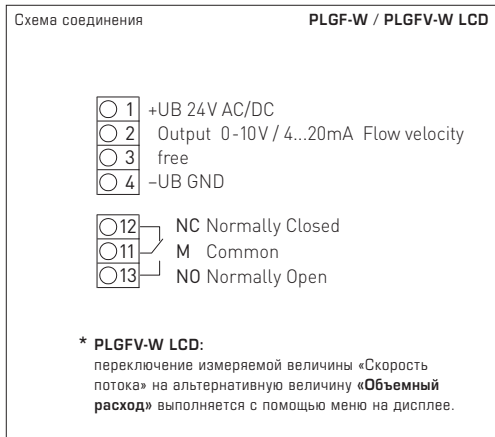 Схема соединения PLGF-W / PLGFV-W LCD
1 +UB 24V AC/DC
2 Output 0-10V / 4...20mA Flow velocity
3 free
4 –UB GND
12 NC Normally Closed
11 M Common
13 NO Normally Open
* PLGFV-W LCD:
переключение измеряемой величины «Скорость
потока» на альтернативную величину «Объемный
расход» выполняется с помощью меню на дисплее.